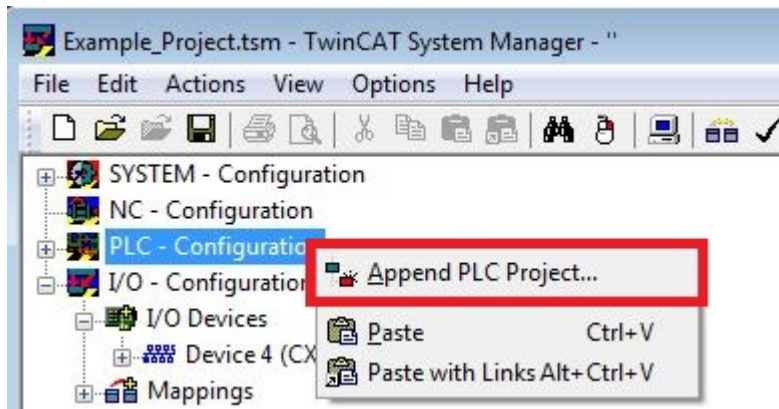 Example_Project.tsm - TwinCAT System Manager - ''
File Edit Actions View Options Help
SYSTEM - Configuration
NC - Configuration
PLC - Configuratio
Append PLC Project...
I/O - Configuration
I/O Devices
Paste Ctrl+V
Device 4 (CX
Paste with Links Alt+Ctrl+V
Mappings